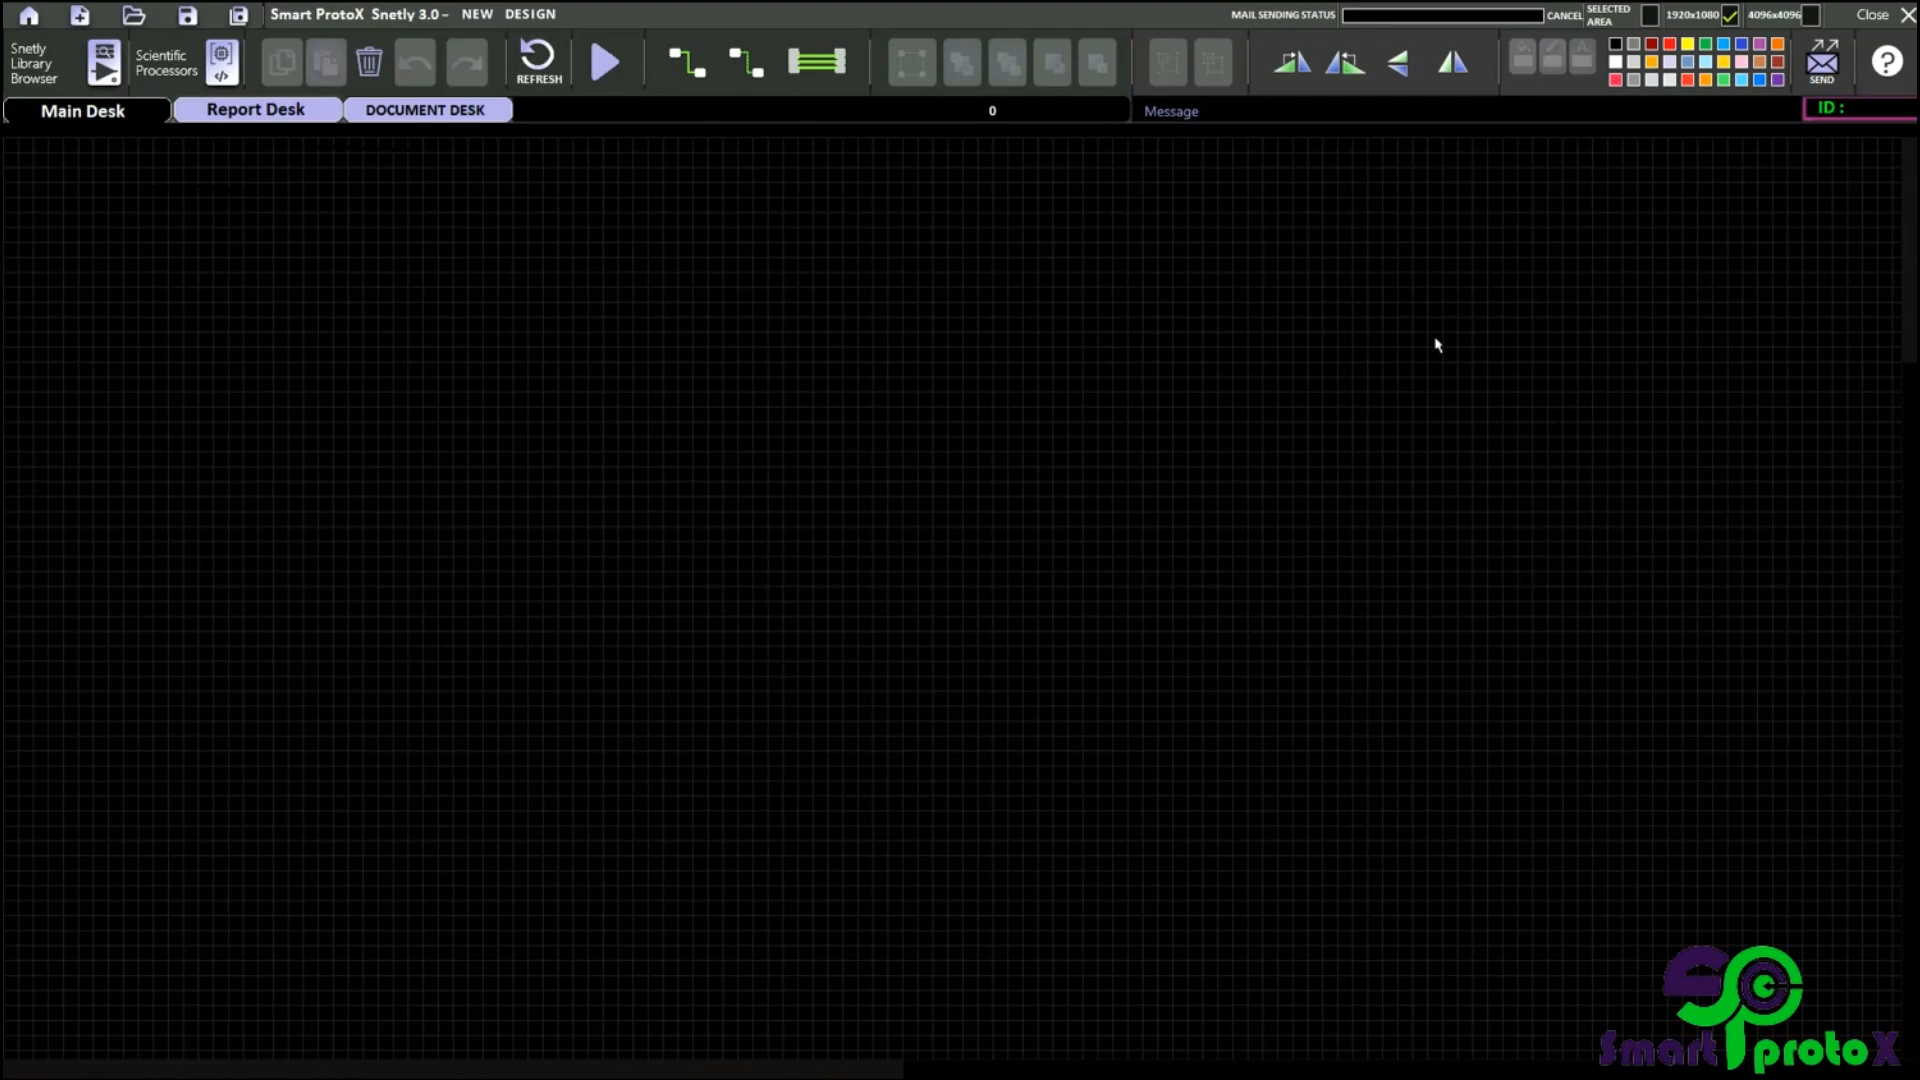 Smart ProtoX Snetly 3.0 – NEW DESIGN
MAIL SENDING STATUS
CANCEL
SELECTED
AREA
1920x1080
4096x4096
Close
Snetly
Library
Browser
Scientific
Processors
REFRESH
SEND
?
Main Desk
Report Desk
DOCUMENT DESK
0
Message
ID :
Smart protoX